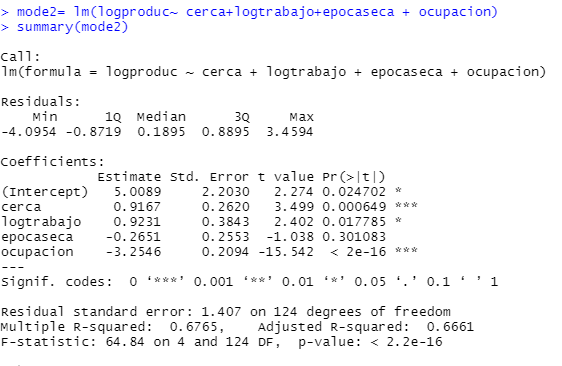 > mode2= lm(logproduc~ cerca+logtrabajo+epocaseca + ocupacion)
> summary(mode2)
Call:
lm(formula = logproduc ~ cerca + logtrabajo + epocaseca + ocupacion)
Residuals:
Min 1Q Median 3Q Max
-4.0954 -0.8719 0.1895 0.8895 3.4594
Coefficients:
Estimate Std. Error t value Pr(>|t|)
(Intercept) 5.0089 2.2030 2.274 0.024702 *
cerca 0.9167 0.2620 3.499 0.000649 ***
logtrabajo 0.9231 0.3843 2.402 0.017785 *
epocaseca -0.2651 0.2553 -1.038 0.301083
ocupacion -3.2546 0.2094 -15.542 < 2e-16 ***
---
Signif. codes: 0 ‘***’ 0.001 ‘**’ 0.01 ‘*’ 0.05 ‘.’ 0.1 ‘ ’ 1
Residual standard error: 1.407 on 124 degrees of freedom
Multiple R-squared: 0.6765, Adjusted R-squared: 0.6661
F-statistic: 64.84 on 4 and 124 DF, p-value: < 2.2e-16